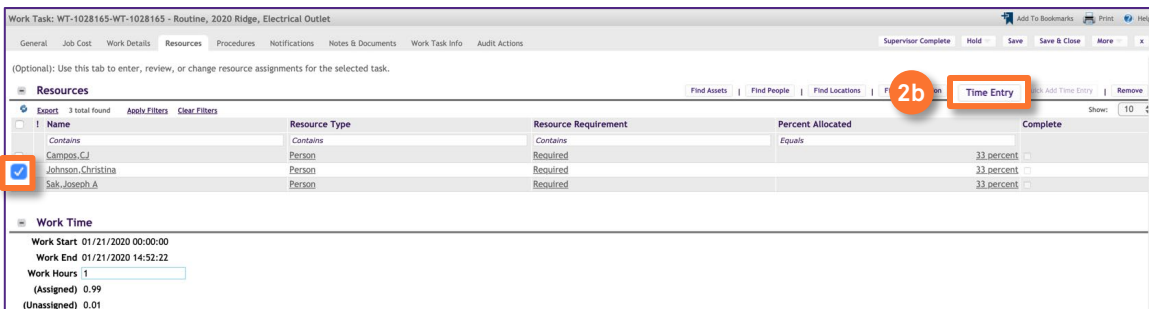 Work Task: WT-1028165-WT-1028165 - Routine, 2020 Ridge, Electrical Outlet Add To Bookmarks Print Help
General Job Cost Work Details Resources Procedures Notifications Notes & Documents Work Task Info Audit Actions Supervisor Complete Hold Save Save & Close More x
(Optional): Use this tab to enter, review, or change resource assignments for the selected task.
Resources Find Assets | Find People | Find Locations | 2b Time Entry Add Time Entry | Remove
Export 3 total found Apply Filters Clear Filters Show: 10
! Name Resource Type Resource Requirement Percent Allocated Complete
Contains Contains Contains Equals
Campos,CJ Person Required 33 percent
Johnson,Christina Person Required 33 percent
Sak,Joseph A Person Required 33 percent
Work Time
Work Start 01/21/2020 00:00:00
Work End 01/21/2020 14:52:22
Work Hours 1
(Assigned) 0.99
(Unassigned) 0.01